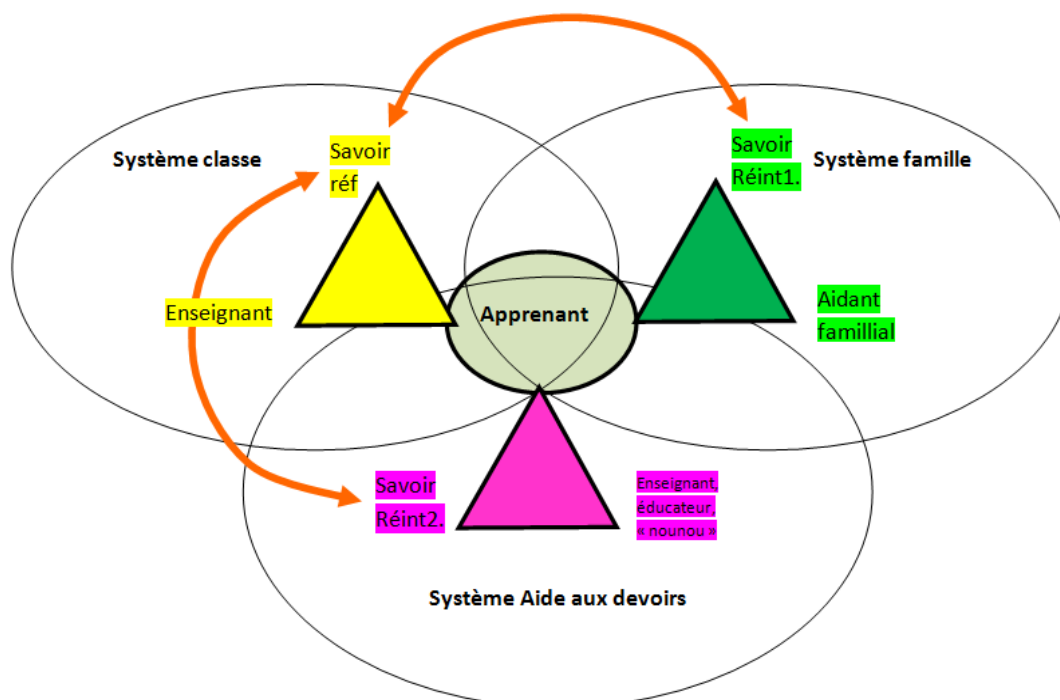 Système classe
Savoir
réf
Savoir
Réint1.
Système famille
Enseignant
Apprenant
Aidant
famillial
Savoir
Réint2.
Enseignant,
éducateur,
« nounou »
Système Aide aux devoirs